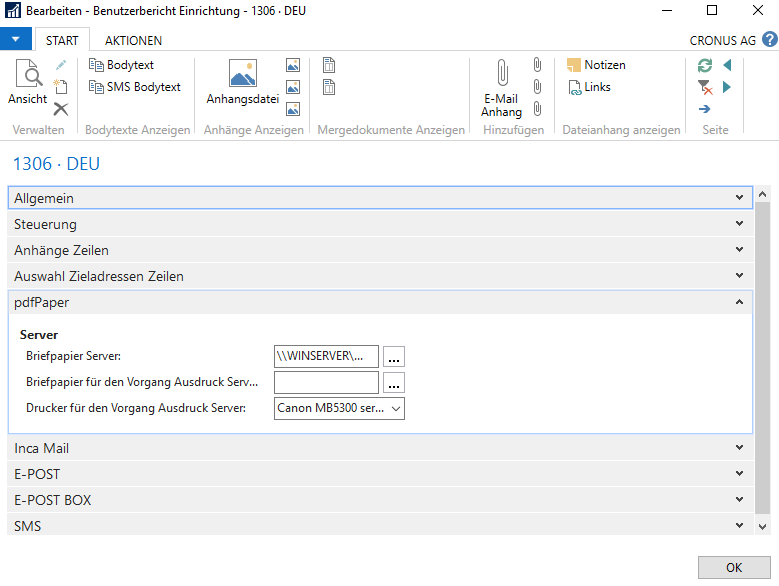 Bearbeiten - Benutzerbericht Einrichtung - 1306 · DEU
START AKTIONEN CRONUS AG ?
Ansicht
Bodytext
SMS Bodytext
Anhangsdatei
E-Mail
Anhang
Notizen
Links
Verwalten Bodytexte Anzeigen Anhänge Anzeigen Mergedokumente Anzeigen Hinzufügen Dateianhang anzeigen Seite
1306 · DEU
Allgemein
Steuerung
Anhänge Zeilen
Auswahl Zieladressen Zeilen
pdfPaper
Server
Briefpapier Server: \\WINSERVER\... ...
Briefpapier für den Vorgang Ausdruck Serv... ...
Drucker für den Vorgang Ausdruck Server: Canon MB5300 ser...
Inca Mail
E-POST
E-POST BOX
SMS
OK